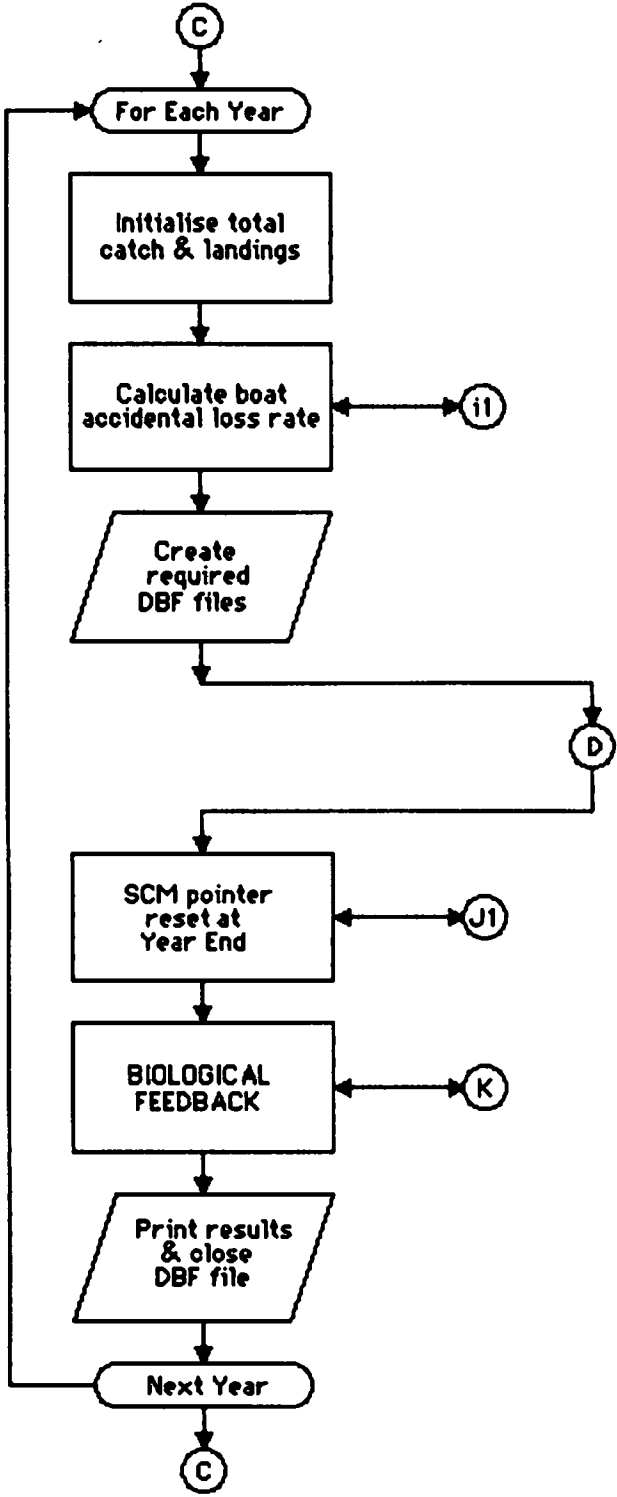 C
For Each Year
Initialise total
catch & landings
Calculate boat
accidental loss rate
i1
Create
required
DBF files
D
SCM pointer
reset at
Year End
J1
BIOLOGICAL
FEEDBACK
K
Print results
& close
DBF file
Next Year
C